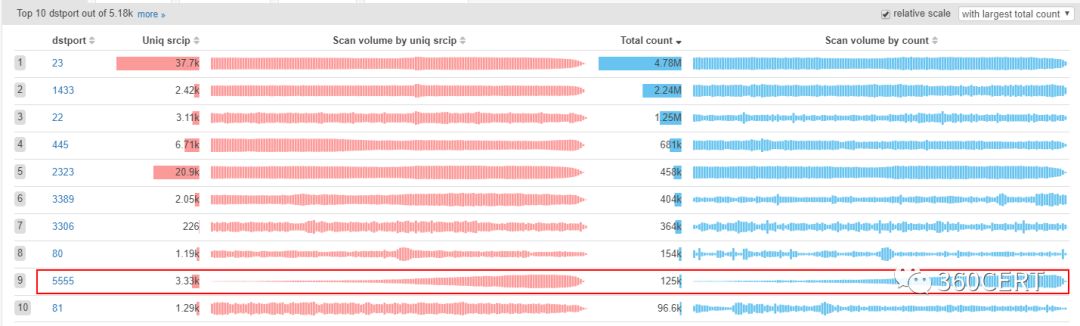 Top 10 dstport out of 5.18k more »
relative scale with largest total count
dstport Uniq srcip Scan volume by uniq srcip Total count Scan volume by count
1 23 37.7k 4.78M
2 1433 2.42k 2.24M
3 22 3.11k 1.25M
4 445 6.71k 681k
5 2323 20.9k 458k
6 3389 2.05k 404k
7 3306 226 364k
8 80 1.19k 154k
9 5555 3.33k 125k
360CERT
10 81 1.29k 96.6k